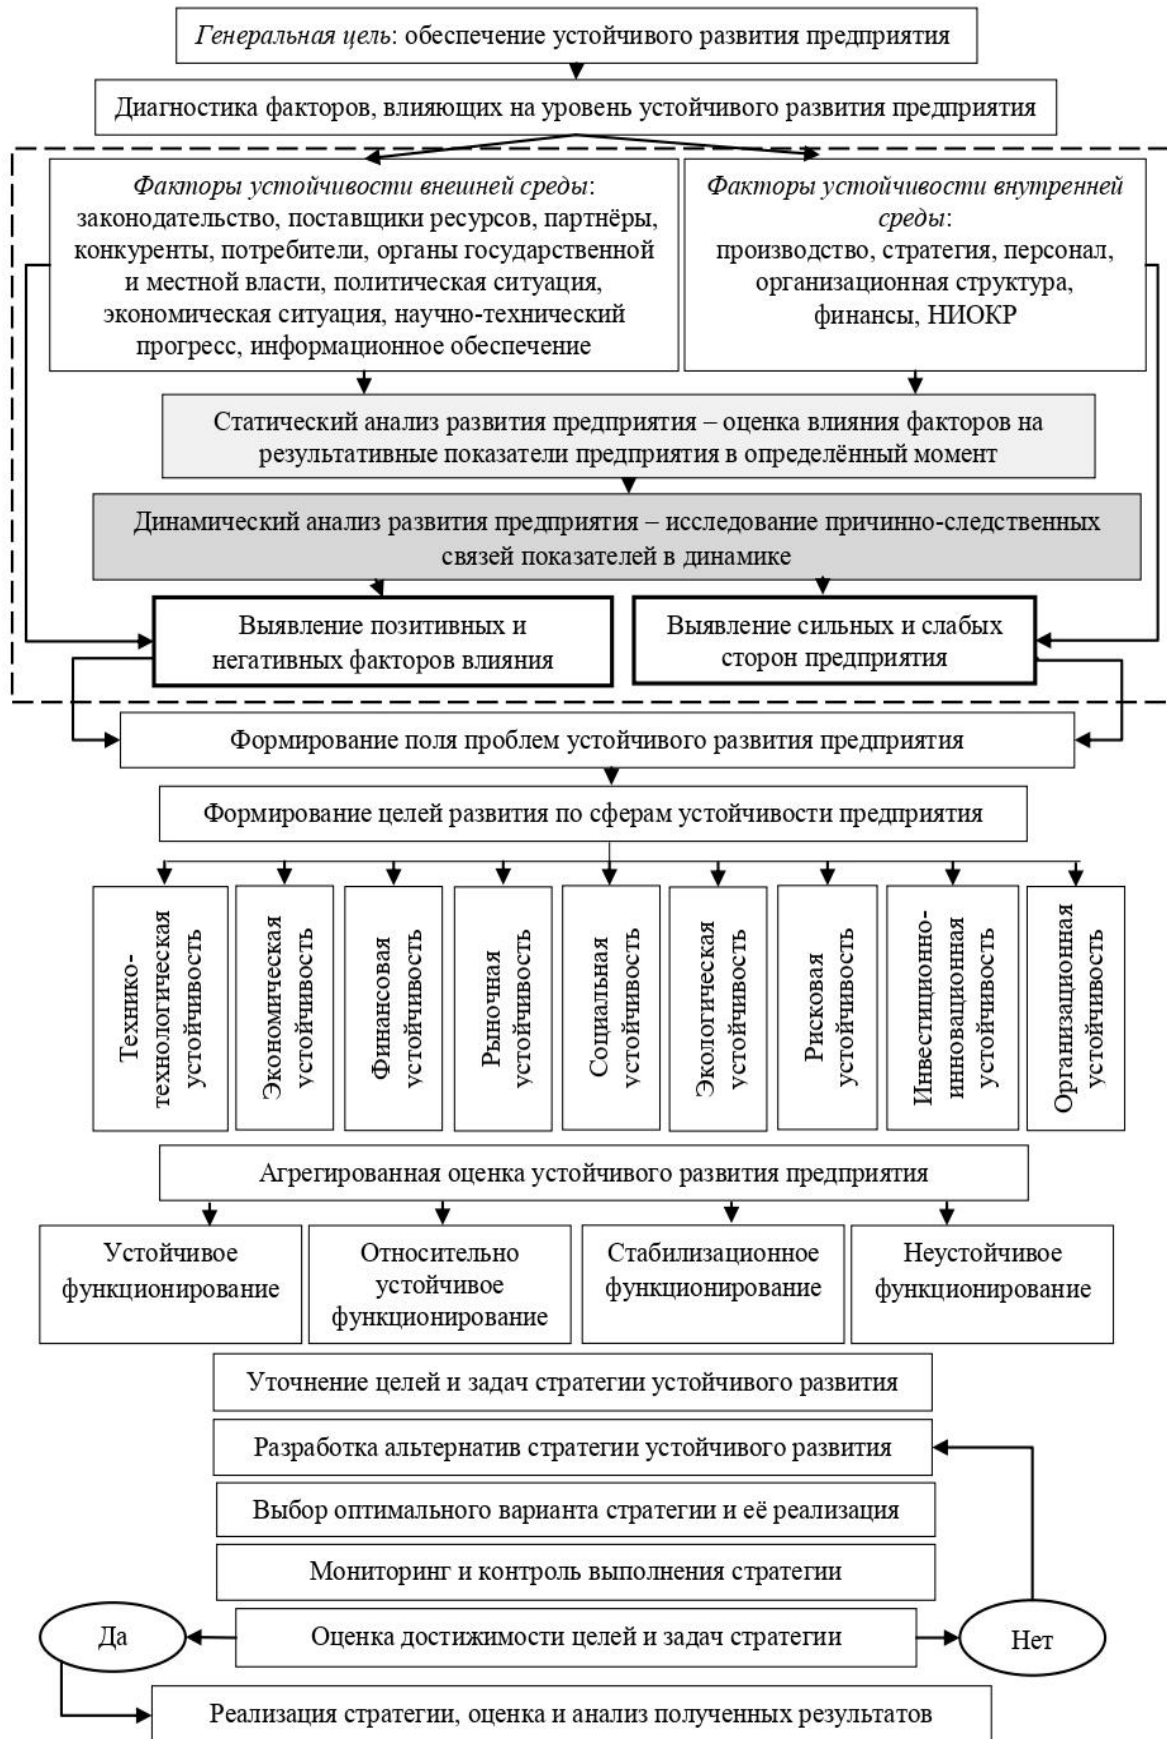 Генеральная цель: обеспечение устойчивого развития предприятия
Диагностика факторов, влияющих на уровень устойчивого развития предприятия
Факторы устойчивости внешней среды:
законодательство, поставщики ресурсов, партнёры,
конкуренты, потребители, органы государственной
и местной власти, политическая ситуация,
экономическая ситуация, научно-технический
прогресс, информационное обеспечение
Факторы устойчивости внутренней
среды:
производство, стратегия, персонал,
организационная структура,
финансы, НИОКР
Статический анализ развития предприятия – оценка влияния факторов на
результативные показатели предприятия в определённый момент
Динамический анализ развития предприятия – исследование причинно-следственных
связей показателей в динамике
Выявление позитивных и
негативных факторов влияния
Выявление сильных и слабых
сторон предприятия
Формирование поля проблем устойчивого развития предприятия
Формирование целей развития по сферам устойчивости предприятия
Технико-
технологическая
устойчивость
Экономическая
устойчивость
Финансовая
устойчивость
Рыночная
устойчивость
Социальная
устойчивость
Экологическая
устойчивость
Рисковая
устойчивость
Инвестиционно-
инновационная
устойчивость
Организационная
устойчивость
Агрегированная оценка устойчивого развития предприятия
Устойчивое
функционирование
Относительно
устойчивое
функционирование
Стабилизационное
функционирование
Неустойчивое
функционирование
Уточнение целей и задач стратегии устойчивого развития
Разработка альтернатив стратегии устойчивого развития
Выбор оптимального варианта стратегии и её реализация
Мониторинг и контроль выполнения стратегии
Да
Оценка достижимости целей и задач стратегии
Нет
Реализация стратегии, оценка и анализ полученных результатов